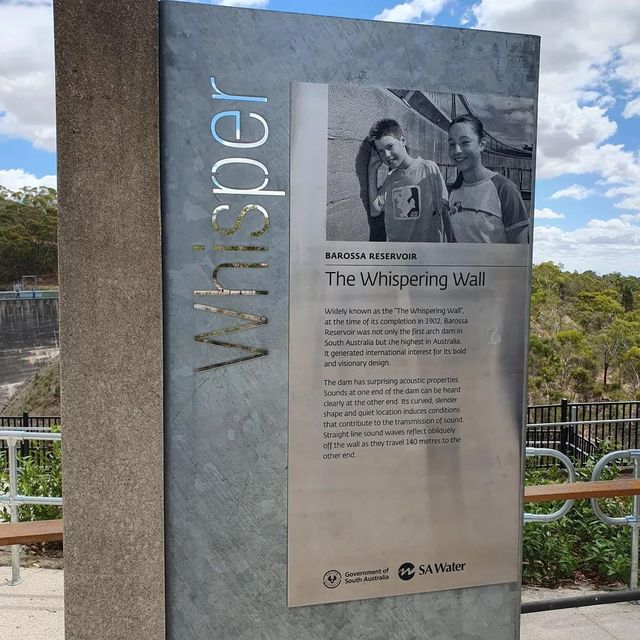 Whisper
BAROSSA RESERVOIR
The Whispering Wall
Widely known as the "The Whispering Wall",
at the time of its completion in 1902, Barossa
Reservoir was not only the first arch dam in
South Australia but the highest in Australia.
It generated international interest for its bold
and visionary design.
The dam has surprising acoustic properties.
Sounds at one end of the dam can be heard
clearly at the other end. Its curved, slender
shape and quiet location induces conditions
that contribute to the transmission of sound.
Straight line sound waves reflect obliquely
off the wall as they travel 140 metres to the
other end.
Government of
South Australia
SA Water